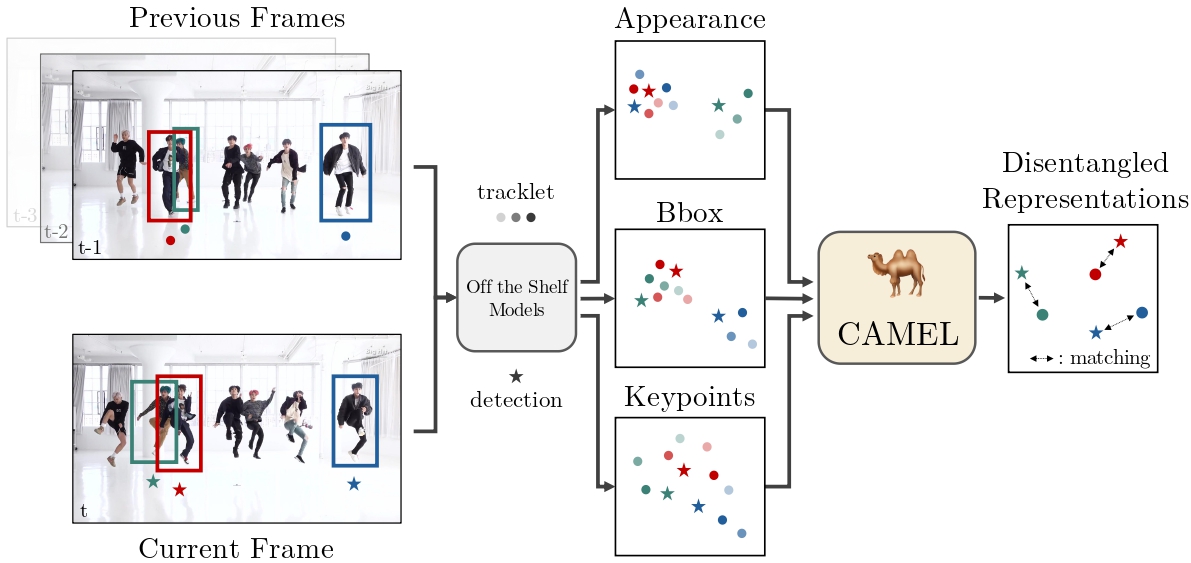 Previous Frames
t-3
t-2
t-1
Current Frame
t
tracklet
Off the Shelf
Models
detection
Appearance
Bbox
Keypoints
CAMEL
Disentangled
Representations
: matching